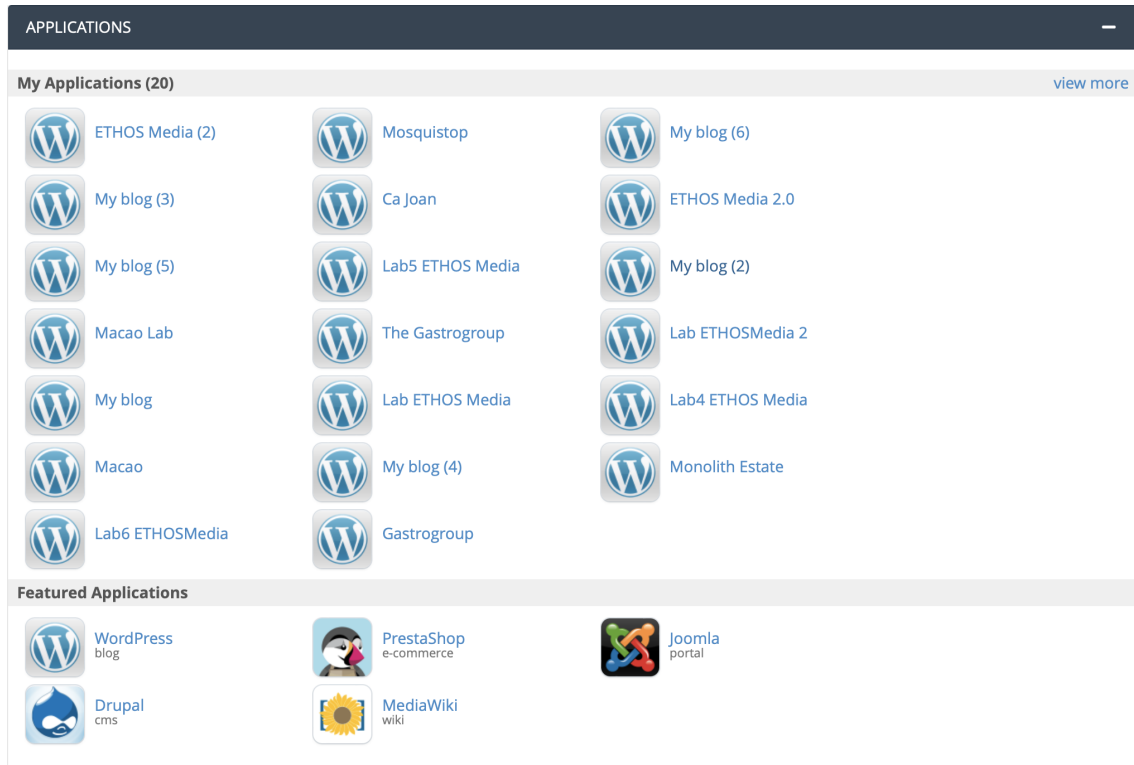 APPLICATIONS
My Applications (20) view more
ETHOS Media (2) Mosquistop My blog (6)
My blog (3) Ca Joan ETHOS Media 2.0
My blog (5) Lab5 ETHOS Media My blog (2)
Macao Lab The Gastrogroup Lab ETHOSMedia 2
My blog Lab ETHOS Media Lab4 ETHOS Media
Macao My blog (4) Monolith Estate
Lab6 ETHOSMedia Gastrogroup
Featured Applications
WordPress PrestaShop Joomla
blog e-commerce portal
Drupal MediaWiki
cms wiki